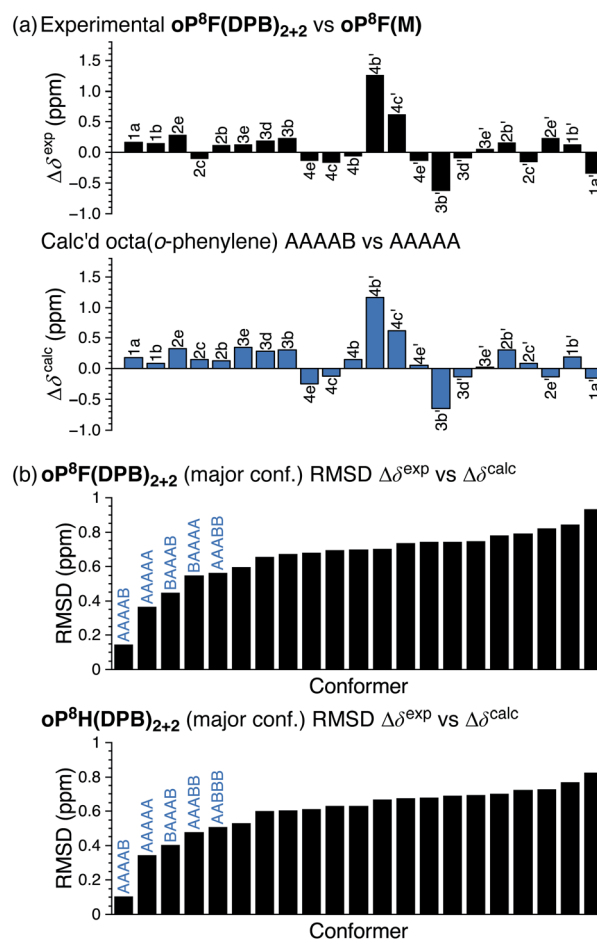 (a) Experimental oP⁸F(DPB)₂₊₂ vs oP⁸F(M)
Δδᵉˣᵖ (ppm)
1.5
1.0
0.5
0.0
−0.5
−1.0
1a 1b 2e 2c 2b 3e 3d 3b 4e 4c 4b 4b' 4c' 4e' 3b' 3d' 3e' 2b' 2c' 2e' 1b' 1a'
Calc'd octa(o-phenylene) AAAAB vs AAAAA
Δδᶜᵃˡᶜ (ppm)
1.5
1.0
0.5
0.0
−0.5
−1.0
1a 1b 2e 2c 2b 3e 3d 3b 4e 4c 4b 4b' 4c' 4e' 3b' 3d' 3e' 2b' 2c' 2e' 1b' 1a'
(b) oP⁸F(DPB)₂₊₂ (major conf.) RMSD Δδᵉˣᵖ vs Δδᶜᵃˡᶜ
RMSD (ppm)
1
0.8
0.6
0.4
0.2
0
AAAAB
AAAAA
BAAAB
BAAAA
AAABB
Conformer
oP⁸H(DPB)₂₊₂ (major conf.) RMSD Δδᵉˣᵖ vs Δδᶜᵃˡᶜ
RMSD (ppm)
1
0.8
0.6
0.4
0.2
0
AAAAB
AAAAA
BAAAB
AAABB
AABBB
Conformer